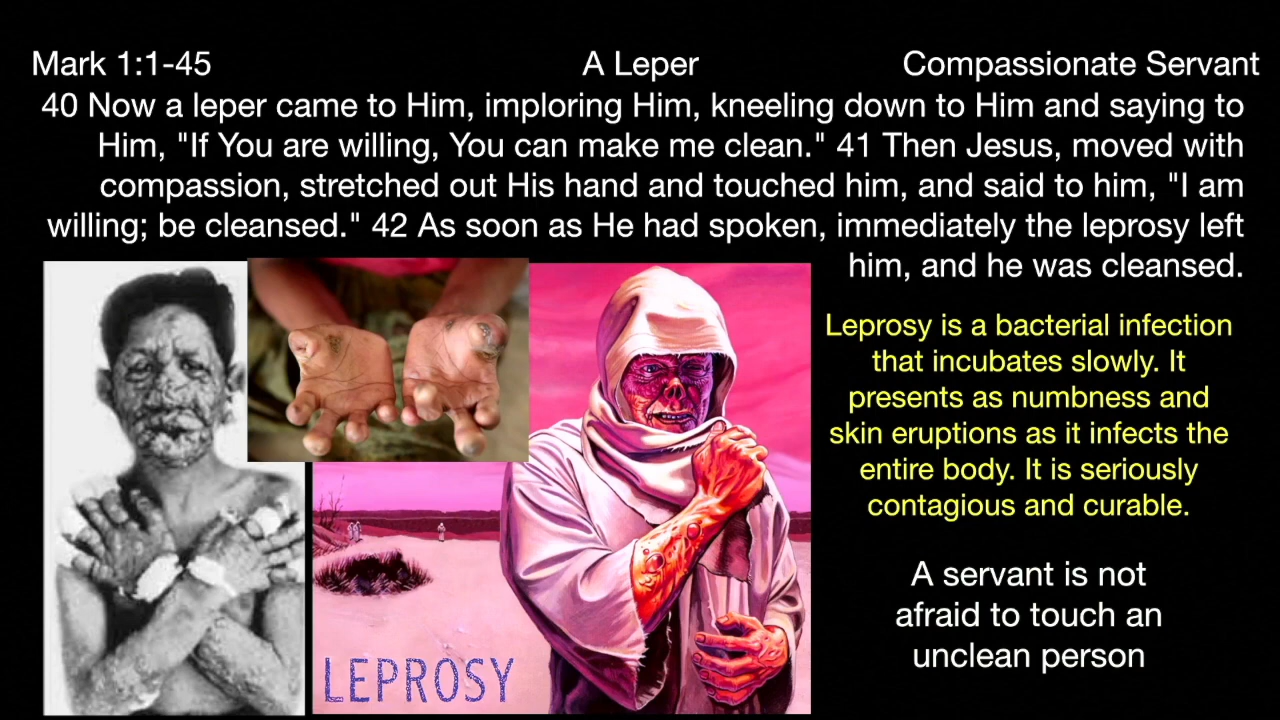 Mark 1:1-45 A Leper Compassionate Servant
40 Now a leper came to Him, imploring Him, kneeling down to Him and saying to
Him, "If You are willing, You can make me clean." 41 Then Jesus, moved with
compassion, stretched out His hand and touched him, and said to him, "I am
willing; be cleansed." 42 As soon as He had spoken, immediately the leprosy left
him, and he was cleansed.
Leprosy is a bacterial infection
that incubates slowly. It
presents as numbness and
skin eruptions as it infects the
entire body. It is seriously
contagious and curable.
A servant is not
afraid to touch an
unclean person
LEPROSY